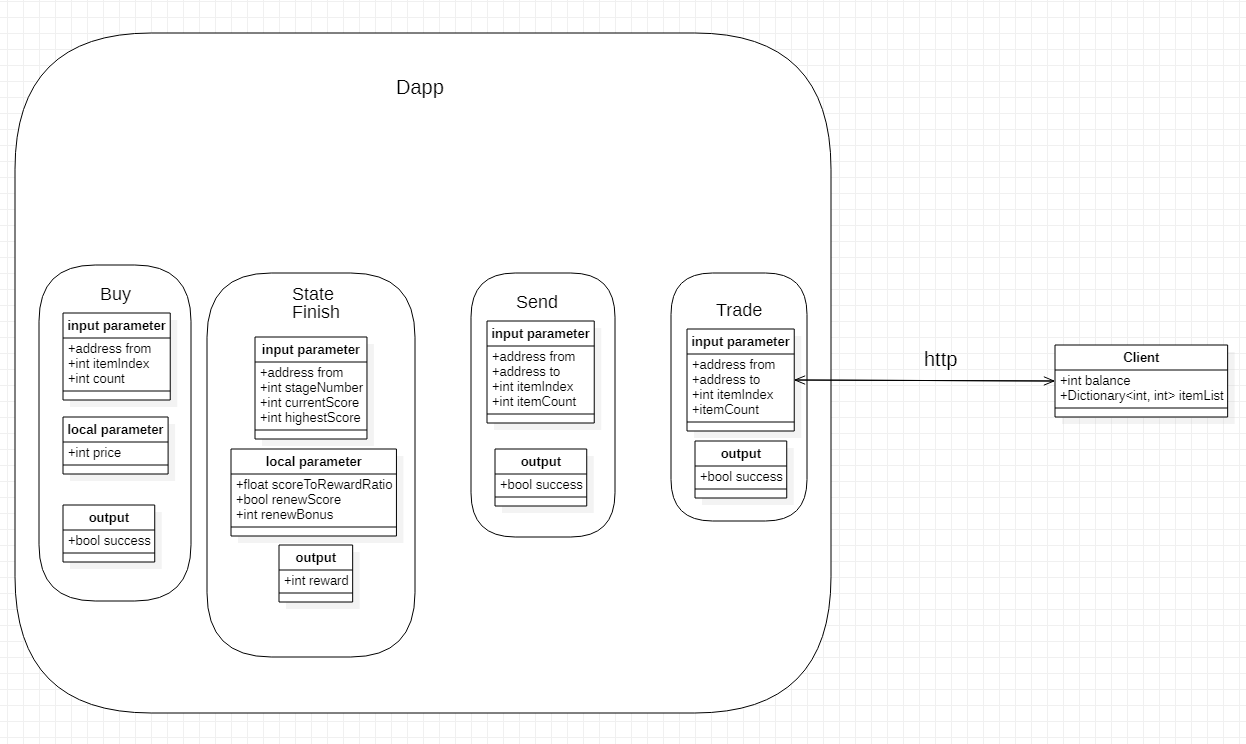 Dapp
Buy
input parameter
+address from
+int itemIndex
+int count
local parameter
+int price
output
+bool success
State
Finish
input parameter
+address from
+int stageNumber
+int currentScore
+int highestScore
local parameter
+float scoreToRewardRatio
+bool renewScore
+int renewBonus
output
+int reward
Send
input parameter
+address from
+address to
+int itemIndex
+int itemCount
output
+bool success
Trade
input parameter
+address from
+address to
+int itemIndex
+itemCount
output
+bool success
http
Client
+int balance
+Dictionary<int, int> itemList